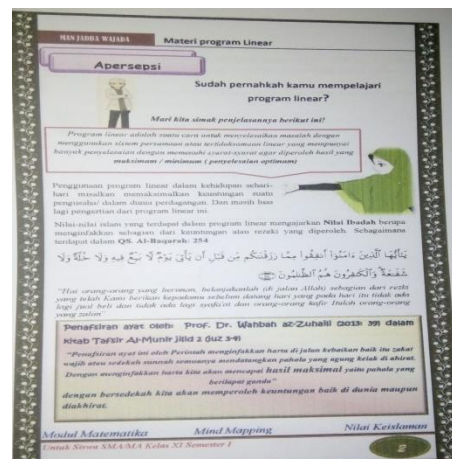 MAN JADDA WAJADA
Materi program Linear
Apersepsi
Sudah pernahkah kamu mempelajari
program linear?
Mari kita simak penjelasannya berikut ini!
Program linear adalah suatu cara untuk menyelesaikan masalah dengan
menggunakan sistem persamaan atau tertidaksamaan linear yang mempunyai
banyak penyelesaian dengan memenuhi syarat-syarat agar diperoleh hasil yang
maksimum / minimum ( penyelesaian optimum)
Penggunaan program linear dalam kehidupan sehari-
hari misalkan memaksimalkan keuntungan suatu
pengusaha/ dalam dunia perdagangan. Dan masih banyak
lagi pengertian dari program linear ini.
Nilai-nilai islam yang terdapat dalam program linear mengajarkan Nilai Ibadah berupa
menginfakkan sebagian dari keuntungan atau rezaki yang diperoleh. Sebagaimana
terdapat dalam QS. Al-Baqarah: 254
يَٰٓأَيُّهَا ٱلَّذِينَ ءَامَنُوٓا۟ أَنفِقُوا۟ مِمَّا رَزَقْنَٰكُم مِّن قَبْلِ أَن يَأْتِىَ يَوْمٌ لَّا بَيْعٌ فِيهِ وَلَا خُلَّةٌ وَلَا
شَفَٰعَةٌ وَٱلْكَٰفِرُونَ هُمُ ٱلظَّٰلِمُونَ
"Hai orang-orang yang beriman, belanjakanlah (di jalan Allah) sebagian dari rezki
yang telah Kami berikan kepadamu sebelum datang hari yang pada hari itu tidak ada
lagi jual beli dan tidak ada lagi syafa'at dan orang-orang kafir Itulah orang-orang
yang zalim"
Penafsiran ayat oleh: Prof. Dr. Wahbah az-Zuhaili (2013: 39) dalam
kitab Tafsir Al-Munir jilid 2 (juz 3-4)
"Penafsiran ayat ini oleh Perintah menginfakkan harta di jalan kebaikan baik itu zakat
wajib atau sedekah sunnah semuanya mendatangkan pahala yang agung kelak di ahirat.
Dengan menginfakkan harta kita akan mencapai hasil maksimal yaitu pahala yang
berlipat ganda"
dengan bersedekah kita akan memperoleh keuntungan baik di dunia maupun
diakhirat.
Modul Matematika Mind Mapping Nilai Keislaman
Untuk Siswa SMA/MA Kelas XI Semester I
2